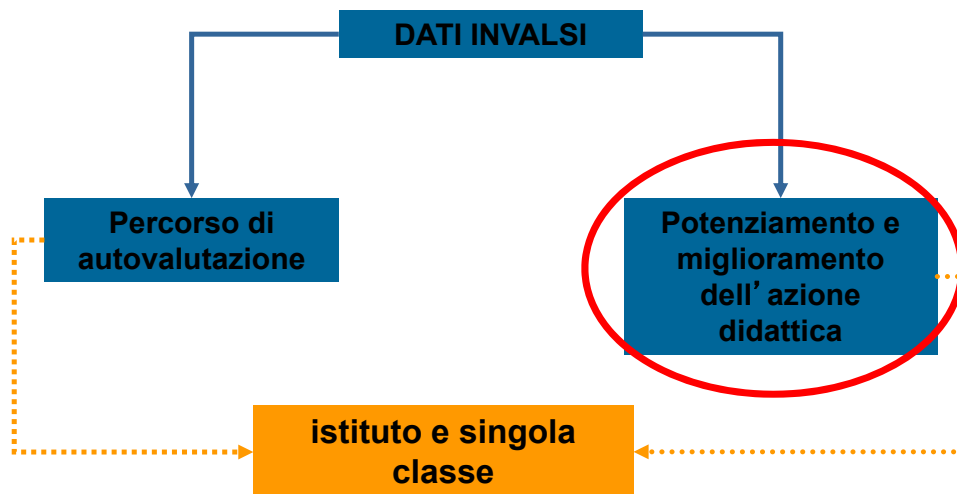 DATI INVALSI
Percorso di
autovalutazione
Potenziamento e
miglioramento
dell’ azione
didattica
istituto e singola
classe